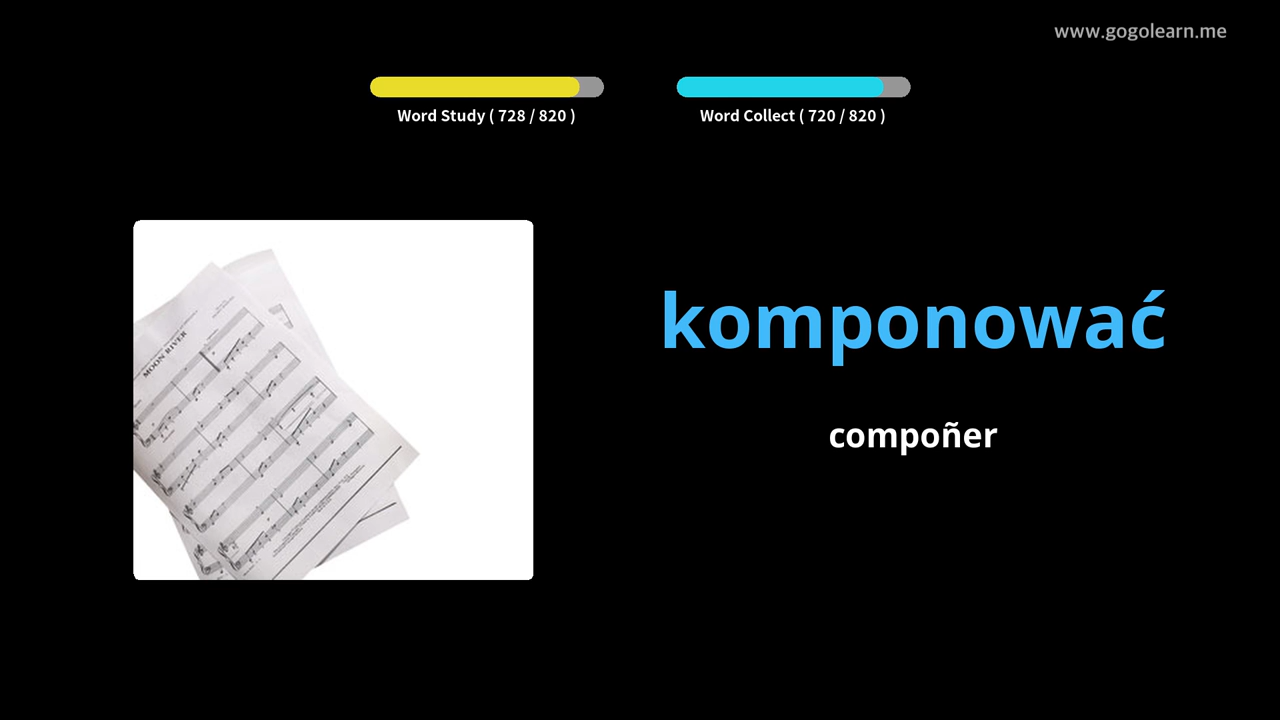 www.gogolearn.me
Word Study ( 728 / 820 )
Word Collect ( 720 / 820 )
MOON RIVER
komponować
compoñer